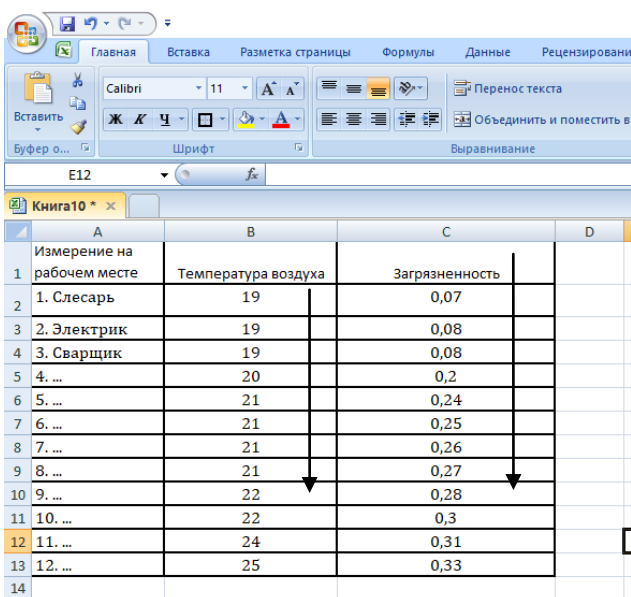 Главная Вставка Разметка страницы Формулы Данные Рецензировани
Calibri 11 А А Перенос текста
Вставить Ж К Ч А Объединить и поместить в
Буфер о... Шрифт Выравнивание
E12 fx
Книга10 *
A B C D
Измерение на
1 рабочем месте Температура воздуха Загрязненность
2 1. Слесарь 19 0,07
3 2. Электрик 19 0,08
4 3. Сварщик 19 0,08
5 4. ... 20 0,2
6 5. ... 21 0,24
7 6. ... 21 0,25
8 7. ... 21 0,26
9 8. ... 21 0,27
10 9. ... 22 0,28
11 10. ... 22 0,3
12 11. ... 24 0,31
13 12. ... 25 0,33
14